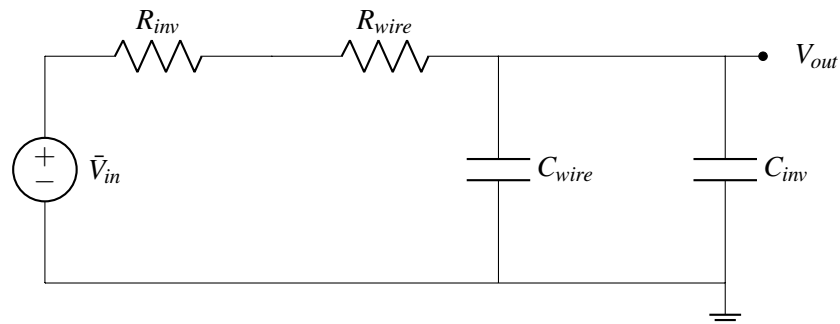 R_inv R_wire
V_out
+
−
V̄_in
C_wire C_inv